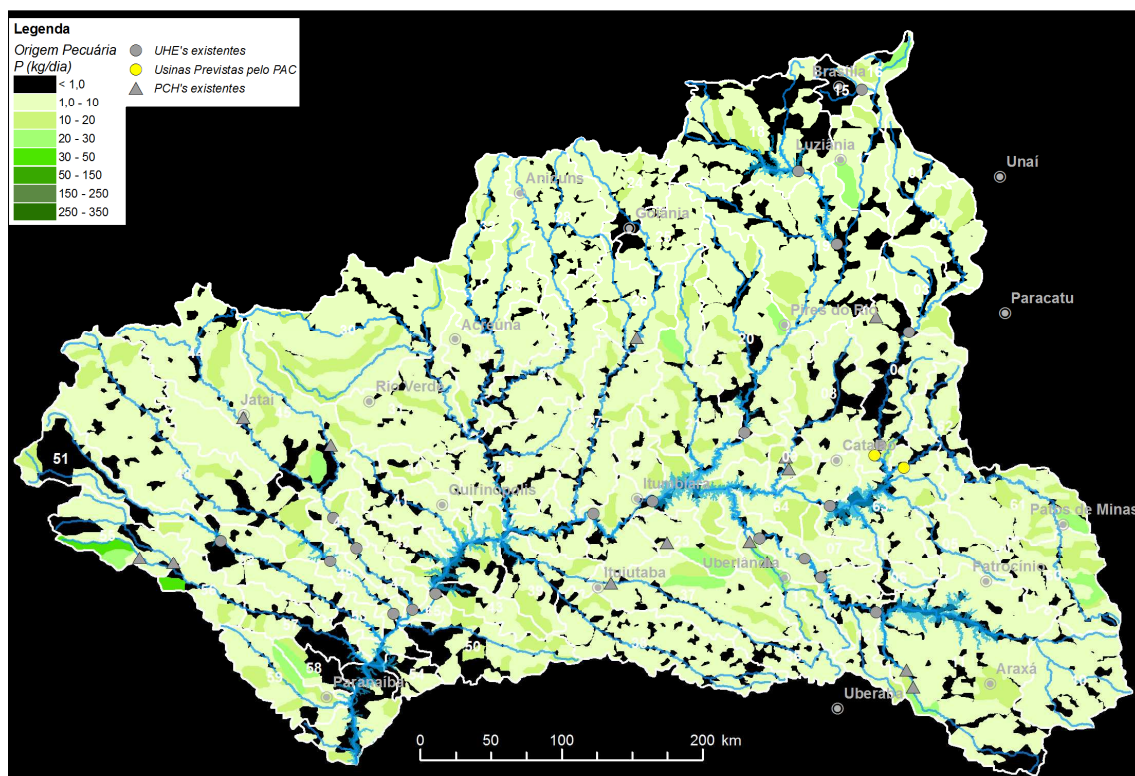 Legenda
Origem Pecuária
P (kg/dia)
< 1,0
1,0 - 10
10 - 20
20 - 30
30 - 50
50 - 150
150 - 250
250 - 350
UHE's existentes
Usinas Previstas pelo PAC
PCH's existentes
Brasília
15
Luziânia
Unaí
Anicuns
Goiânia
Paracatu
Pires do Rio
Acreúna
20
Rio Verde
Jataí
Catalão
51
Quirinópolis
Itumbiara
Patos de Minas
Uberlândia
Ituiutaba
Patrocínio
58
59
50
Paranaíba
Araxá
Uberaba
0 50 100 200 km